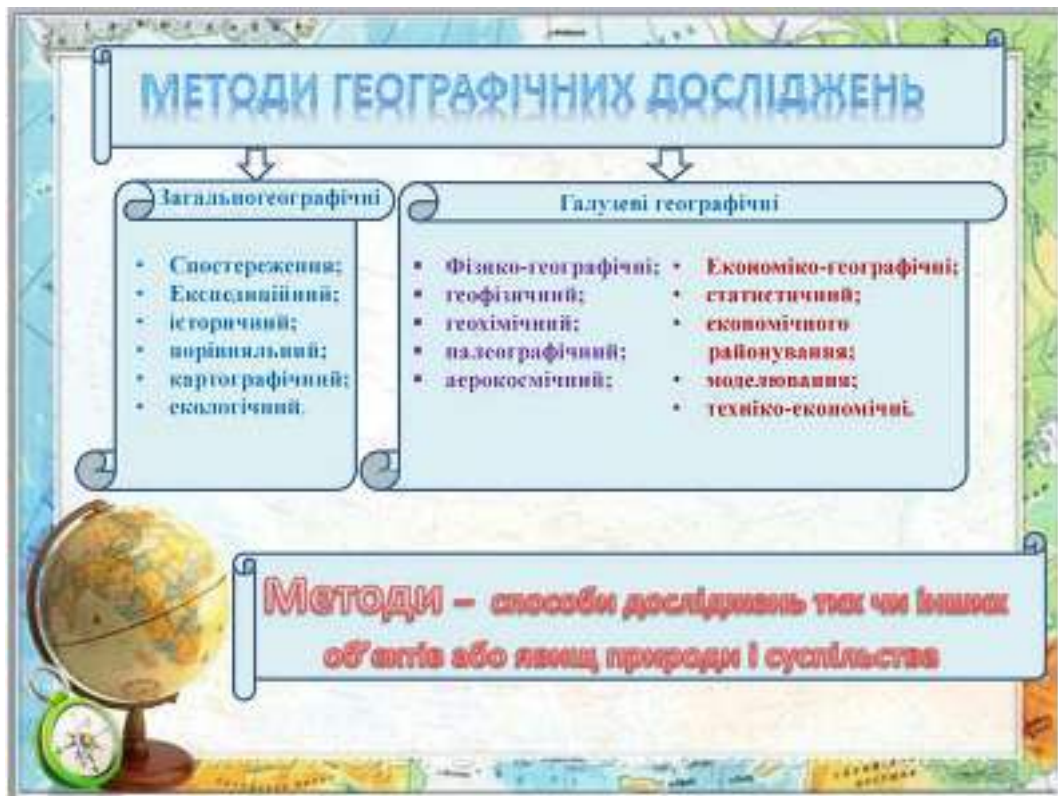 МЕТОДИ ГЕОГРАФІЧНИХ ДОСЛІДЖЕНЬ
Загальногеографічні
• Спостереження;
• Експедиційний;
• історичний;
• порівняльний;
• картографічний;
• екологічний.
Галузеві географічні
▪ Фізико-географічні;
▪ геофізичний;
▪ геохімічний;
▪ палеографічний;
▪ аерокосмічний;
• Економіко-географічні;
• статистичний;
• економічного
районування;
• моделювання;
• техніко-економічні.
Методи – способи досліджень тих чи інших
об'єктів або явищ природи і суспільства